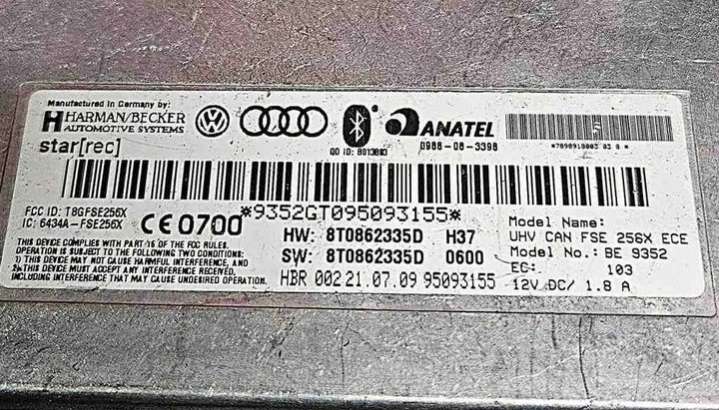 Manufactured in Germany by:
HARMAN/BECKER
AUTOMOTIVE SYSTEMS
star[rec]
QD ID: B013883
ANATEL
0988-08-3398
*9352GT095093155*
FCC ID: T8GFSE256X
IC: 6434A-FSE256X
CE 0700
THIS DEVICE COMPLIES WITH PART 15 OF THE FCC RULES.
OPERATION IS SUBJECT TO THE FOLLOWING TWO CONDITIONS:
1) THIS DEVICE MAY NOT CAUSE HARMFUL INTERFERENCE, AND
2) THIS DEVICE MUST ACCEPT ANY INTERFERENCE RECEIVED,
INCLUDING INTERFERENCE THAT MAY CAUSE UNDESIRED OPERATION.
HW: 8T0862335D H37
SW: 8T0862335D 0600
HBR 002 21.07.09 95093155
Model Name:
UHV CAN FSE 256X ECE
Model No.: BE 9352
EC: 103
12V DC/ 1.8 A